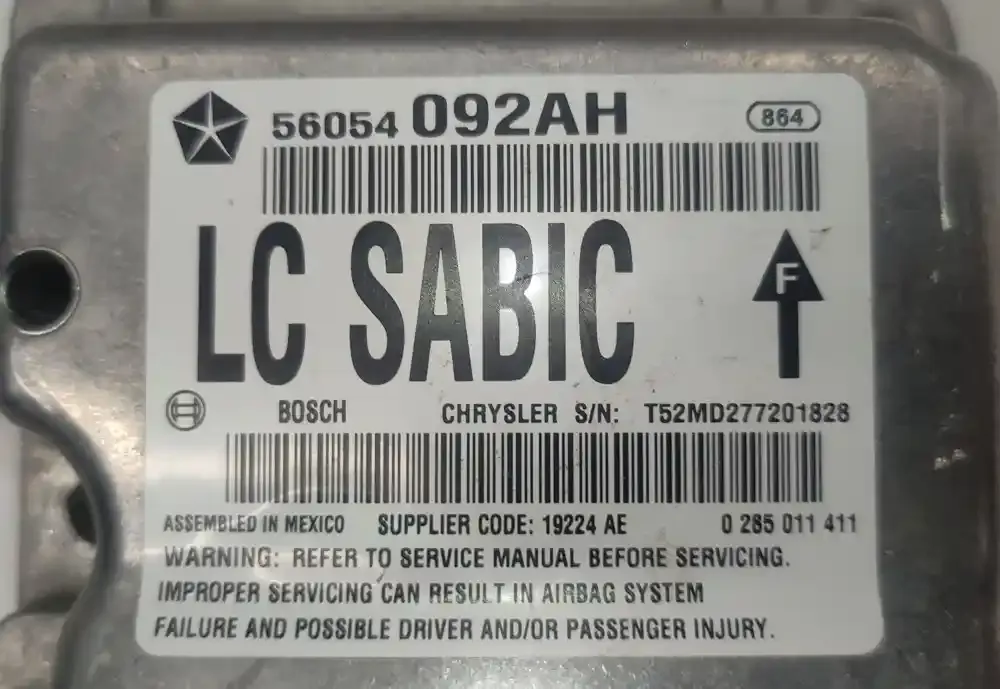 56054 092AH 864
LC SABIC
F
BOSCH CHRYSLER S/N: T52MD277201828
ASSEMBLED IN MEXICO SUPPLIER CODE: 19224 AE 0 285 011 411
WARNING: REFER TO SERVICE MANUAL BEFORE SERVICING.
IMPROPER SERVICING CAN RESULT IN AIRBAG SYSTEM
FAILURE AND POSSIBLE DRIVER AND/OR PASSENGER INJURY.